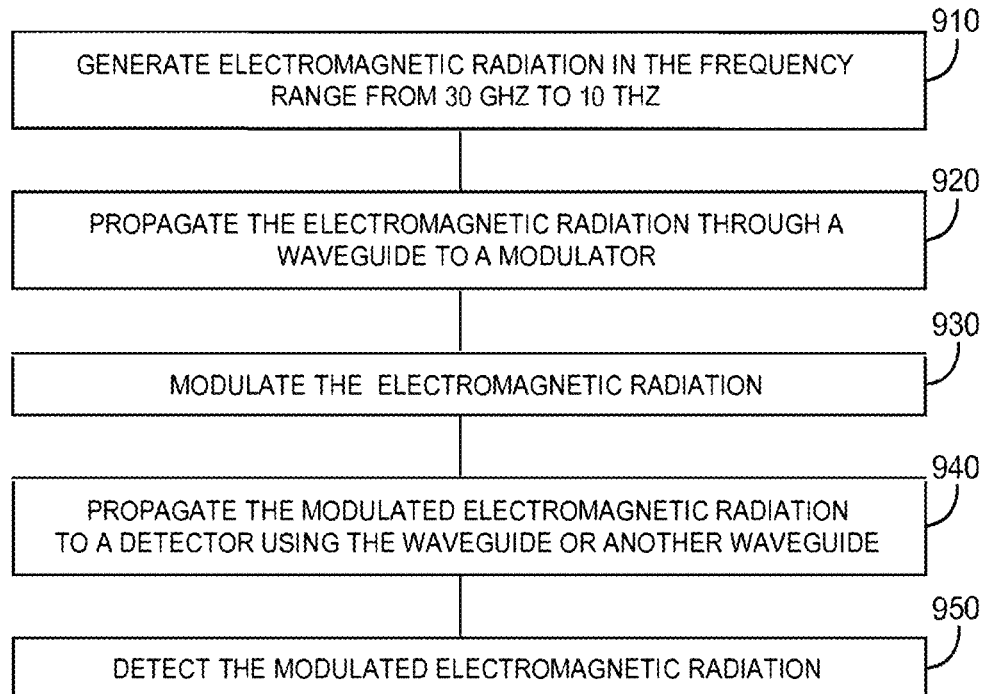 910
GENERATE ELECTROMAGNETIC RADIATION IN THE FREQUENCY
RANGE FROM 30 GHZ TO 10 THZ
920
PROPAGATE THE ELECTROMAGNETIC RADIATION THROUGH A
WAVEGUIDE TO A MODULATOR
930
MODULATE THE ELECTROMAGNETIC RADIATION
940
PROPAGATE THE MODULATED ELECTROMAGNETIC RADIATION
TO A DETECTOR USING THE WAVEGUIDE OR ANOTHER WAVEGUIDE
950
DETECT THE MODULATED ELECTROMAGNETIC RADIATION